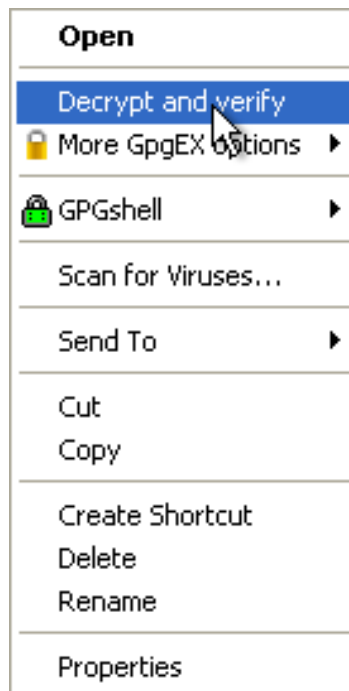 Open
Decrypt and verify
More GpgEX options
GPGshell
Scan for Viruses...
Send To
Cut
Copy
Create Shortcut
Delete
Rename
Properties